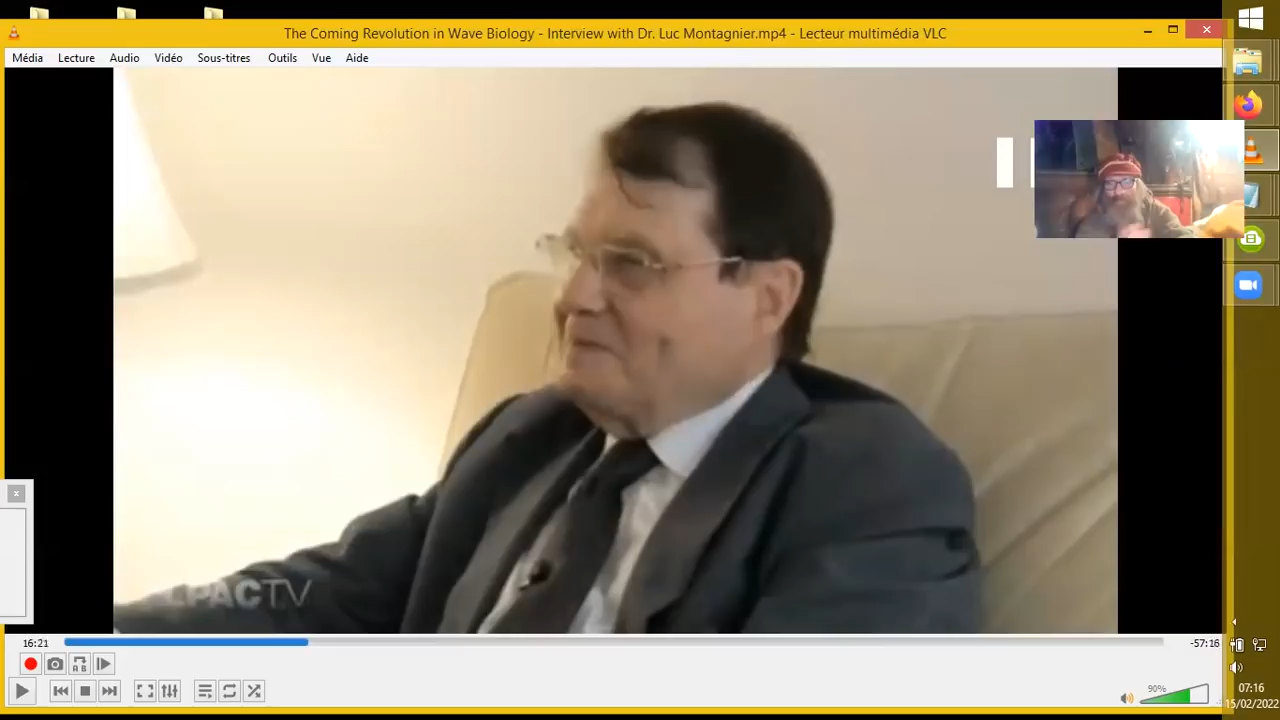 The Coming Revolution in Wave Biology - Interview with Dr. Luc Montagnier.mp4 - Lecteur multimédia VLC
Média Lecture Audio Vidéo Sous-titres Outils Vue Aide
LPACTV
16:21
-57:16
A B
90%
07:16
15/02/2022